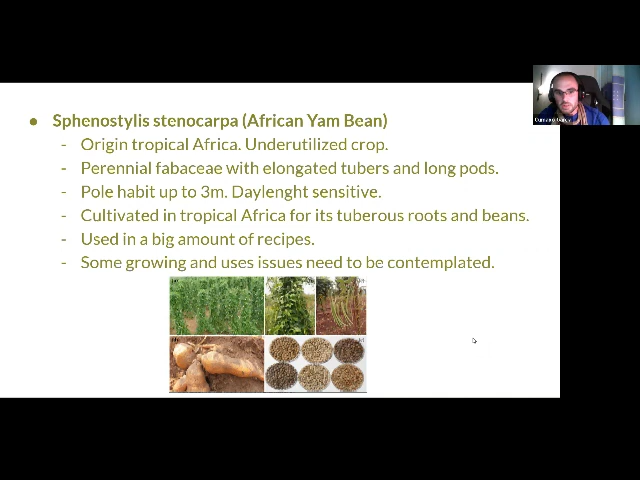 Sphenostylis stenocarpa (African Yam Bean)
- Origin tropical Africa. Underutilized crop.
- Perennial fabaceae with elongated tubers and long pods.
- Pole habit up to 3m. Daylenght sensitive.
- Cultivated in tropical Africa for its tuberous roots and beans.
- Used in a big amount of recipes.
- Some growing and uses issues need to be contemplated.